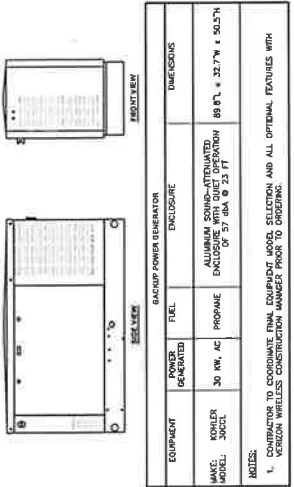 FRONT VIEW
SIDE VIEW
BACKUP POWER GENERATOR
EQUIPMENT
POWER
GENERATED
FUEL
ENCLOSURE
DIMENSIONS
MAKE: KOHLER
MODEL: 30CCL
30 KW, AC
PROPANE
ALUMINUM SOUND-ATTENUATED
ENCLOSURE WITH QUIET OPERATION
OF 57 dbA @ 23 FT
89.8"L x 32.7"W x 50.5"H
NOTES:
1. CONTRACTOR TO COORDINATE FINAL EQUIPMENT MODEL SELECTION AND ALL OPTIONAL FEATURES WITH
VERIZON WIRELESS CONSTRUCTION MANAGER PRIOR TO ORDERING.